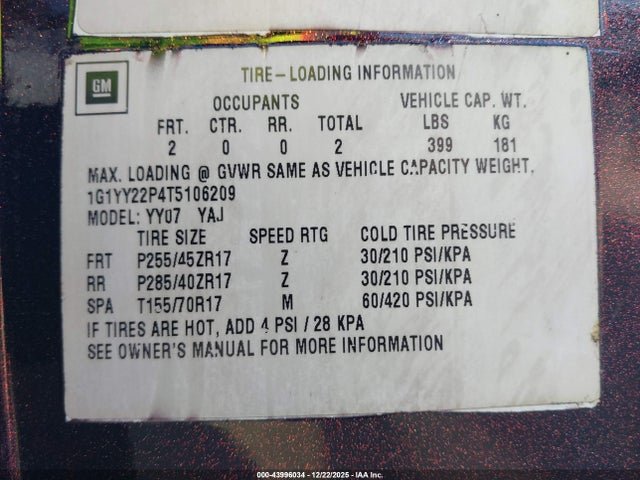 GM
TIRE-LOADING INFORMATION
OCCUPANTS VEHICLE CAP. WT.
FRT. CTR. RR. TOTAL LBS KG
2 0 0 2 399 181
MAX. LOADING @ GVWR SAME AS VEHICLE CAPACITY WEIGHT.
1G1YY22P4T5106209
MODEL: YY07 YAJ
TIRE SIZE SPEED RTG COLD TIRE PRESSURE
FRT P255/45ZR17 Z 30/210 PSI/KPA
RR P285/40ZR17 Z 30/210 PSI/KPA
SPA T155/70R17 M 60/420 PSI/KPA
IF TIRES ARE HOT, ADD 4 PSI / 28 KPA
SEE OWNER'S MANUAL FOR MORE INFORMATION
000-43996034 - 12/22/2025 - IAA Inc.